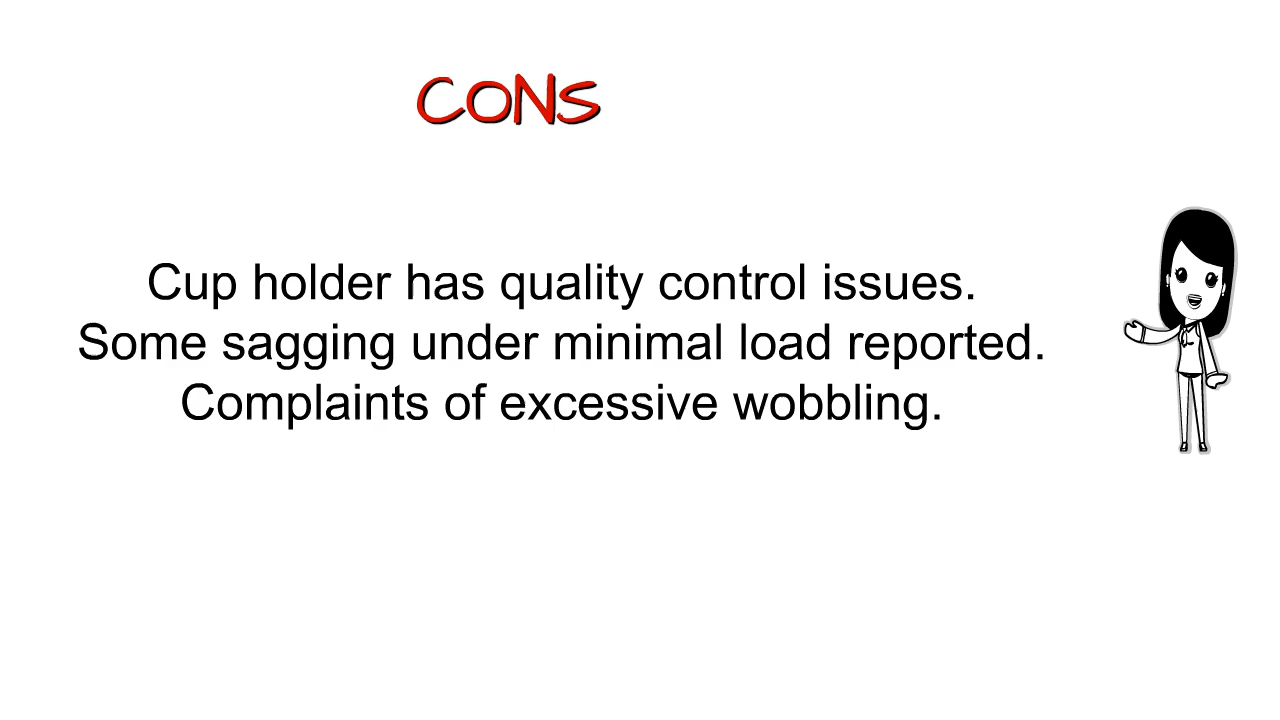 CONS
Cup holder has quality control issues.
Some sagging under minimal load reported.
Complaints of excessive wobbling.